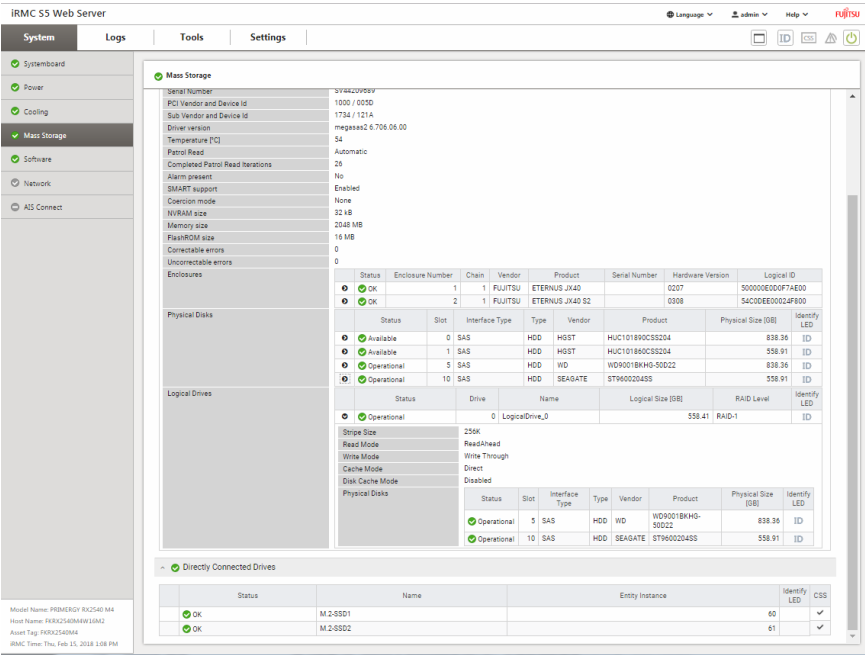 iRMC S5 Web Server
Language admin Help FUJITSU
System Logs Tools Settings
ID CSS
Systemboard
Power
Cooling
Mass Storage
Software
Network
AIS Connect
Mass Storage
Serial Number SV44209689
PCI Vendor and Device Id 1000 / 005D
Sub Vendor and Device Id 1734 / 121A
Driver version megasas2 6.706.06.00
Temperature [°C] 54
Patrol Read Automatic
Completed Patrol Read Iterations 26
Alarm present No
SMART support Enabled
Coercion mode None
NVRAM size 32 kB
Memory size 2048 MB
FlashROM size 16 MB
Correctable errors 0
Uncorrectable errors 0
Enclosures
Status Enclosure Number Chain Vendor Product Serial Number Hardware Version Logical ID
OK 1 1 FUJITSU ETERNUS JX40 0207 500000E0D0F7AE00
OK 2 1 FUJITSU ETERNUS JX40 S2 0308 54C0DEE00024F800
Physical Disks
Status Slot Interface Type Type Vendor Product Physical Size [GB] Identify LED
Available 0 SAS HDD HGST HUC101890CSS204 838.36 ID
Available 1 SAS HDD HGST HUC101860CSS204 558.91 ID
Operational 5 SAS HDD WD WD9001BKHG-50D22 838.36 ID
Operational 10 SAS HDD SEAGATE ST9600204SS 558.91 ID
Logical Drives
Status Drive Name Logical Size [GB] RAID Level Identify LED
Operational 0 LogicalDrive_0 558.41 RAID-1 ID
Stripe Size 256K
Read Mode ReadAhead
Write Mode Write Through
Cache Mode Direct
Disk Cache Mode Disabled
Physical Disks
Status Slot Interface Type Type Vendor Product Physical Size [GB] Identify LED
Operational 5 SAS HDD WD WD9001BKHG-50D22 838.36 ID
Operational 10 SAS HDD SEAGATE ST9600204SS 558.91 ID
Directly Connected Drives
Status Name Entity Instance Identify LED CSS
OK M.2-SSD1 60
OK M.2-SSD2 61
Model Name: PRIMERGY RX2540 M4
Host Name: FKRX2540M4W16M2
Asset Tag: FKRX2540M4
iRMC Time: Thu, Feb 15, 2018 1:08 PM